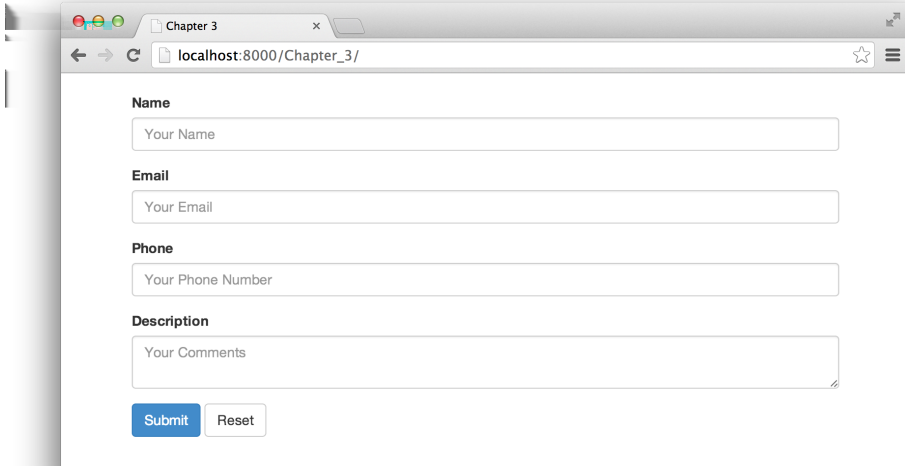 Chapter 3
localhost:8000/Chapter_3/
Name
Your Name
Email
Your Email
Phone
Your Phone Number
Description
Your Comments
Submit Reset